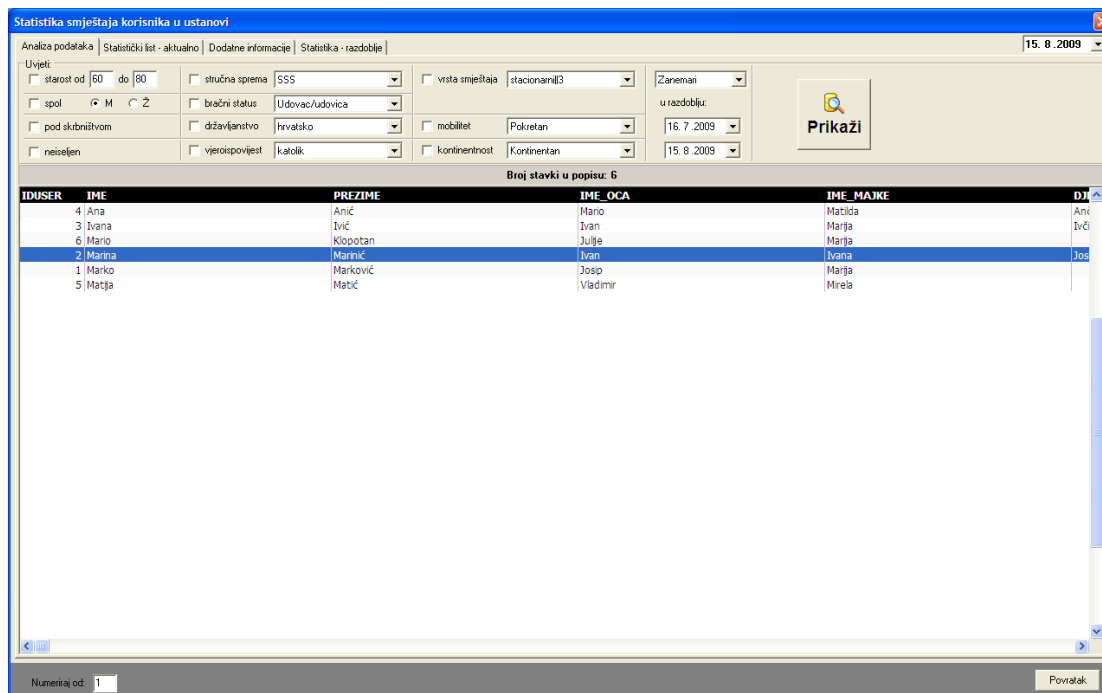 Statistika smještaja korisnika u ustanovi
Analiza podataka Statistički list - aktualno Dodatne informacije Statistika - razdoblje 15. 8 .2009
Uvjeti:
starost od 60 do 80 stručna sprema SSS vrsta smještaja stacionarni||3 Zanemari
spol M Ž bračni status Udovac/udovica u razdoblju:
pod skrbništvom državljanstvo hrvatsko mobilitet Pokretan 16. 7 .2009 Prikaži
neiseljen vjeroispovijest katolik kontinentnost Kontinentan 15. 8 .2009
Broj stavki u popisu: 6
IDUSER IME PREZIME IME_OCA IME_MAJKE
4 Ana Anić Mario Matilda
3 Ivana Ivić Ivan Marija Ivči
6 Mario Klopotan Julije Marija
2 Marina Marinić Ivan Ivana Jos
1 Marko Marković Josip Marija
5 Matija Matić Vladimir Mirela
Numeriraj od: 1 Povratak